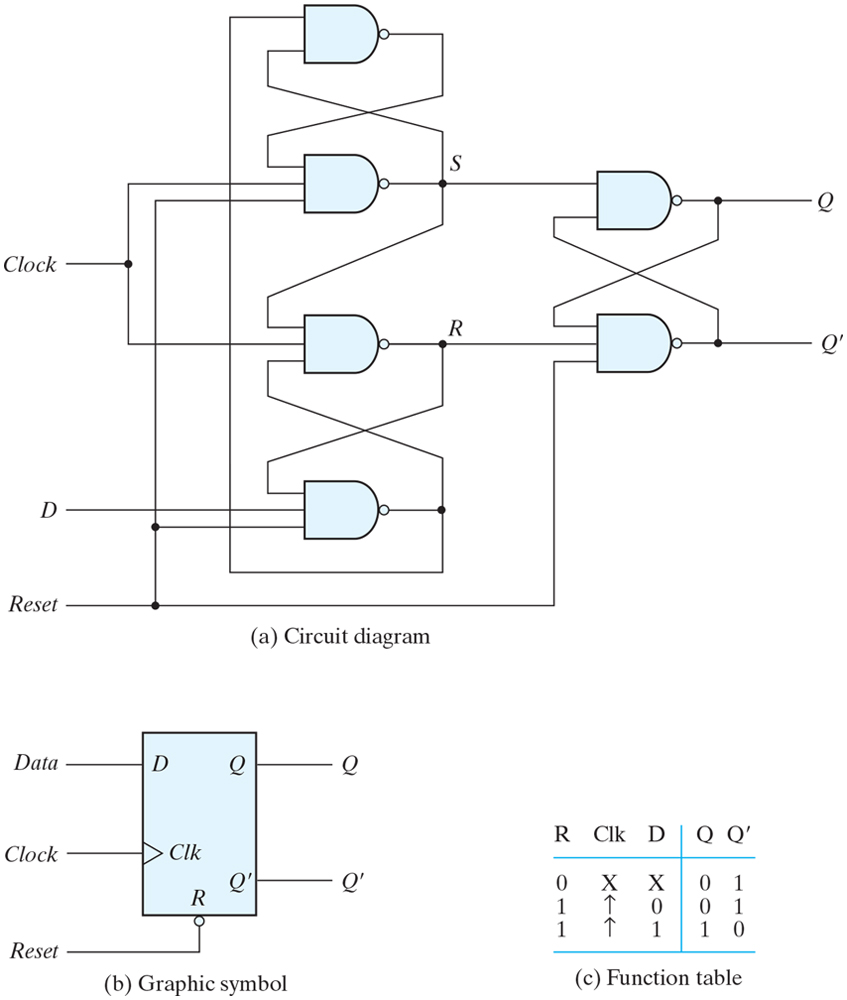 S
Q
Clock
R
Q′
D
Reset
(a) Circuit diagram
Data
D
Q
Q
R Clk D Q Q′
Clock
Clk
Q′
Q′
0 X X 0 1
R
1 ↑ 0 0 1
1 ↑ 1 1 0
Reset
(b) Graphic symbol
(c) Function table